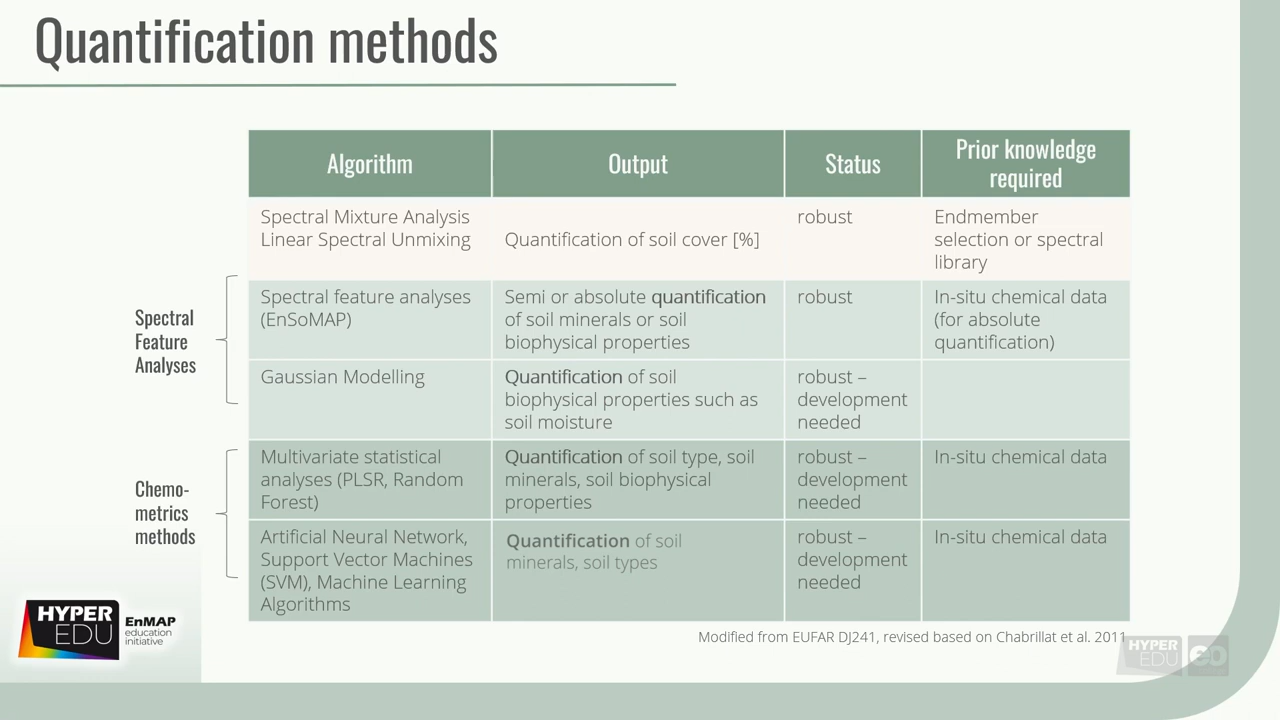 Quantification methods
Algorithm
Output
Status
Prior knowledge
required
Spectral Mixture Analysis
Linear Spectral Unmixing
Quantification of soil cover [%]
robust
Endmember
selection or spectral
library
Spectral
Feature
Analyses
Spectral feature analyses
(EnSoMAP)
Semi or absolute quantification
of soil minerals or soil
biophysical properties
robust
In-situ chemical data
(for absolute
quantification)
Gaussian Modelling
Quantification of soil
biophysical properties such as
soil moisture
robust –
development
needed
Chemo-
metrics
methods
Multivariate statistical
analyses (PLSR, Random
Forest)
Quantification of soil type, soil
minerals, soil biophysical
properties
robust –
development
needed
In-situ chemical data
Artificial Neural Network,
Support Vector Machines
(SVM), Machine Learning
Algorithms
Quantification of soil
minerals, soil types
robust –
development
needed
In-situ chemical data
Modified from EUFAR DJ241, revised based on Chabrillat et al. 2011
HYPER
EDU
EnMAP
education
initiative
HYPER
EDU
eo